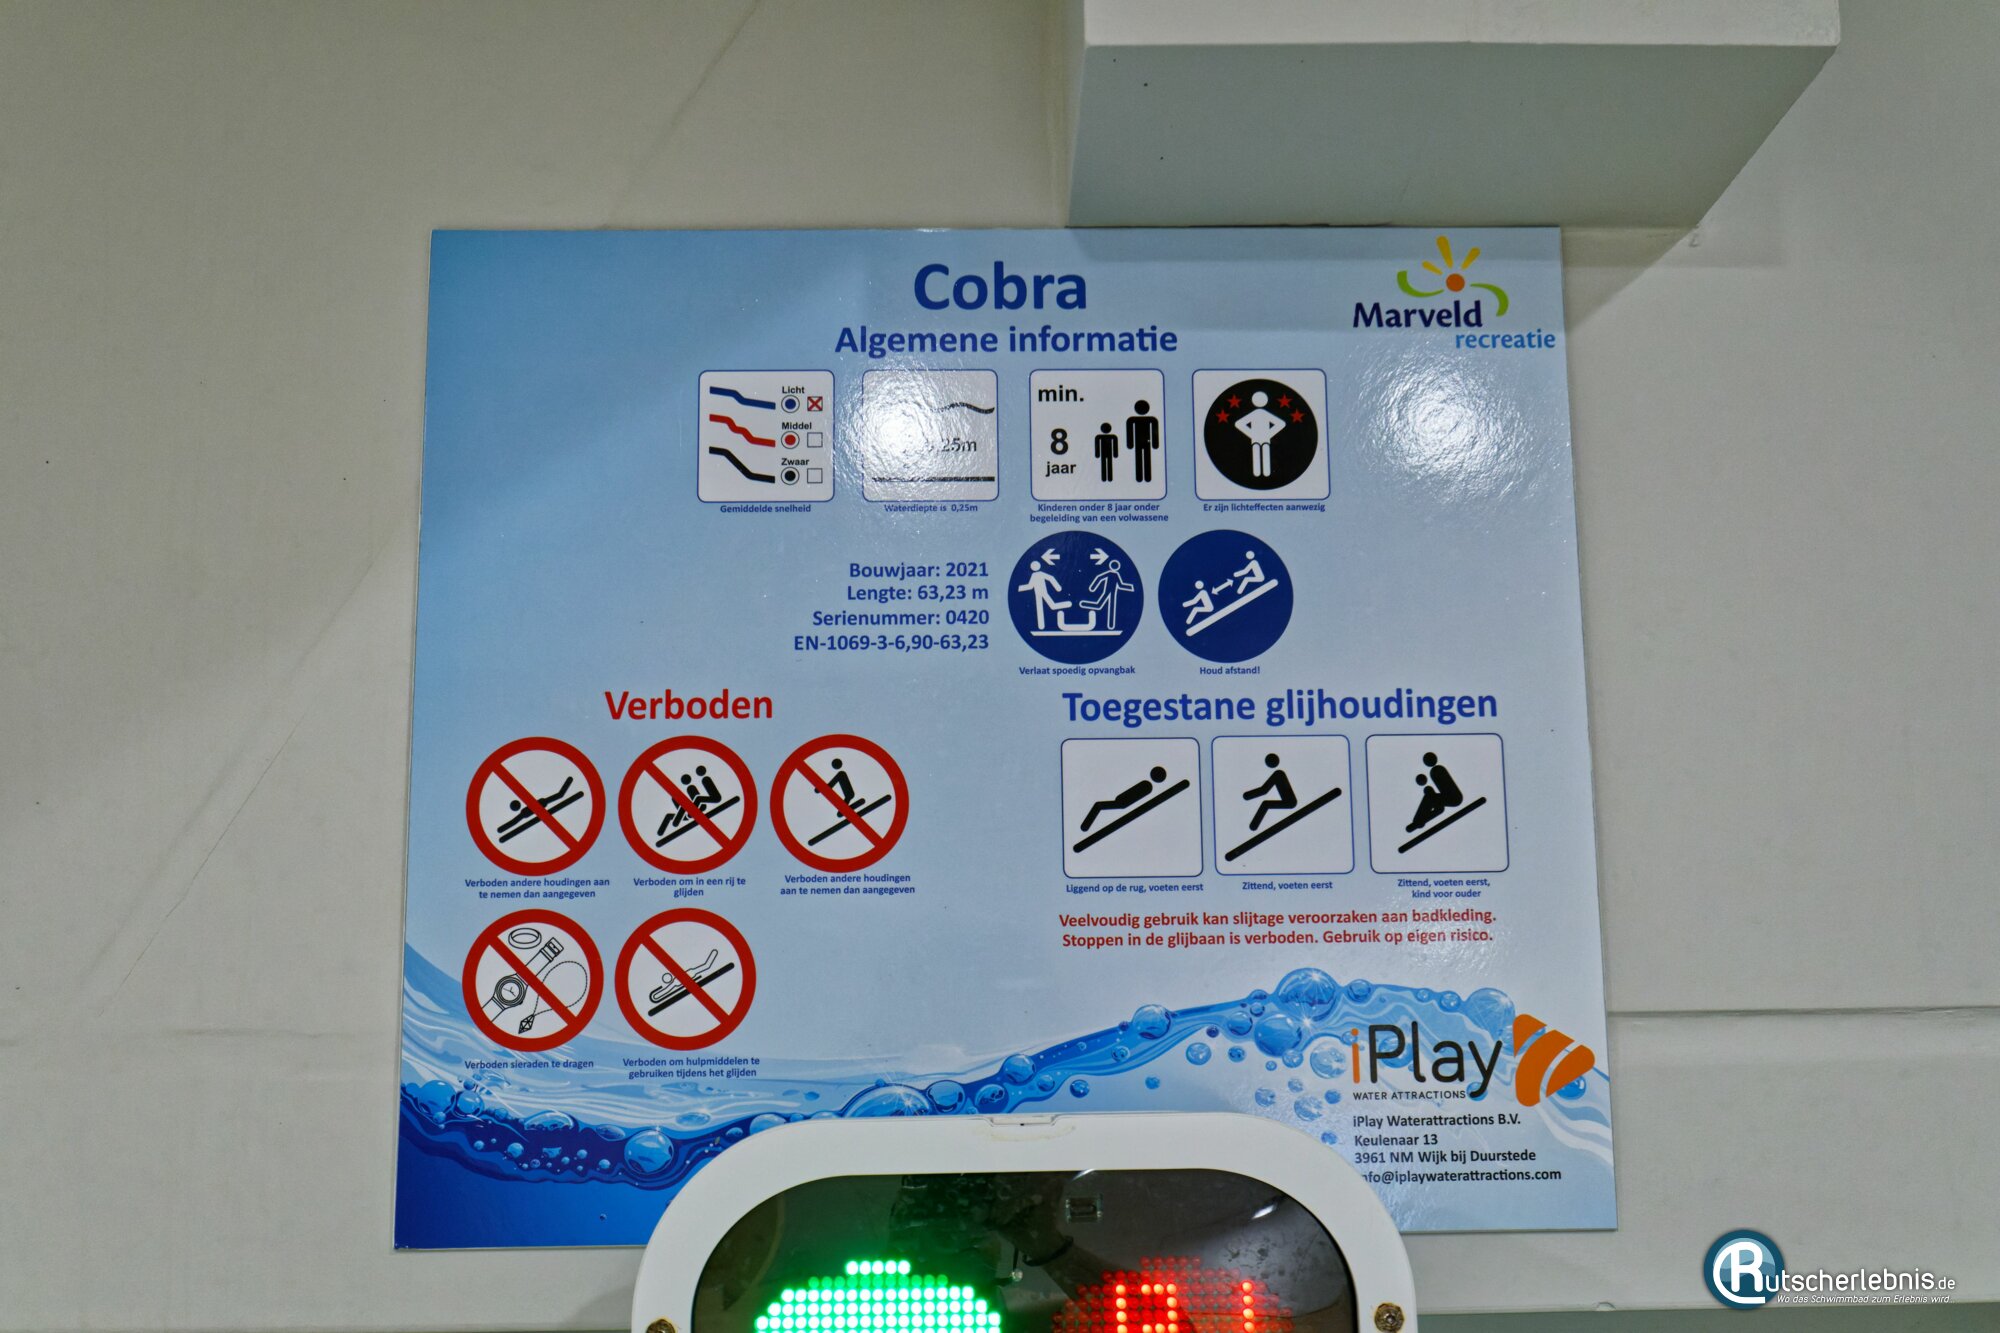 Cobra
Algemene informatie
Marveld
recreatie
Licht
Middel
Zwaar
Gemiddelde snelheid
Waterdiepte is 0,25m
min.
8
jaar
Kinderen onder 8 jaar onder
begeleiding van een volwassene
Er zijn lichteffecten aanwezig
Bouwjaar: 2021
Lengte: 63,23 m
Serienummer: 0420
EN-1069-3-6,90-63,23
Verlaat spoedig opvangbak
Houd afstand!
Verboden
Verboden andere houdingen aan
te nemen dan aangegeven
Verboden om in een rij te
glijden
Verboden andere houdingen
aan te nemen dan aangegeven
Verboden sieraden te dragen
Verboden om hulpmiddelen te
gebruiken tijdens het glijden
Toegestane glijhoudingen
Liggend op de rug, voeten eerst
Zittend, voeten eerst
Zittend, voeten eerst,
kind voor ouder
Veelvoudig gebruik kan slijtage veroorzaken aan badkleding.
Stoppen in de glijbaan is verboden. Gebruik op eigen risico.
iPlay
WATER ATTRACTIONS
iPlay Waterattractions B.V.
Keulenaar 13
3961 NM Wijk bij Duurstede
info@iplaywaterattractions.com
Rutscherlebnis.de
Wo das Schwimmbad zum Erlebnis wird...